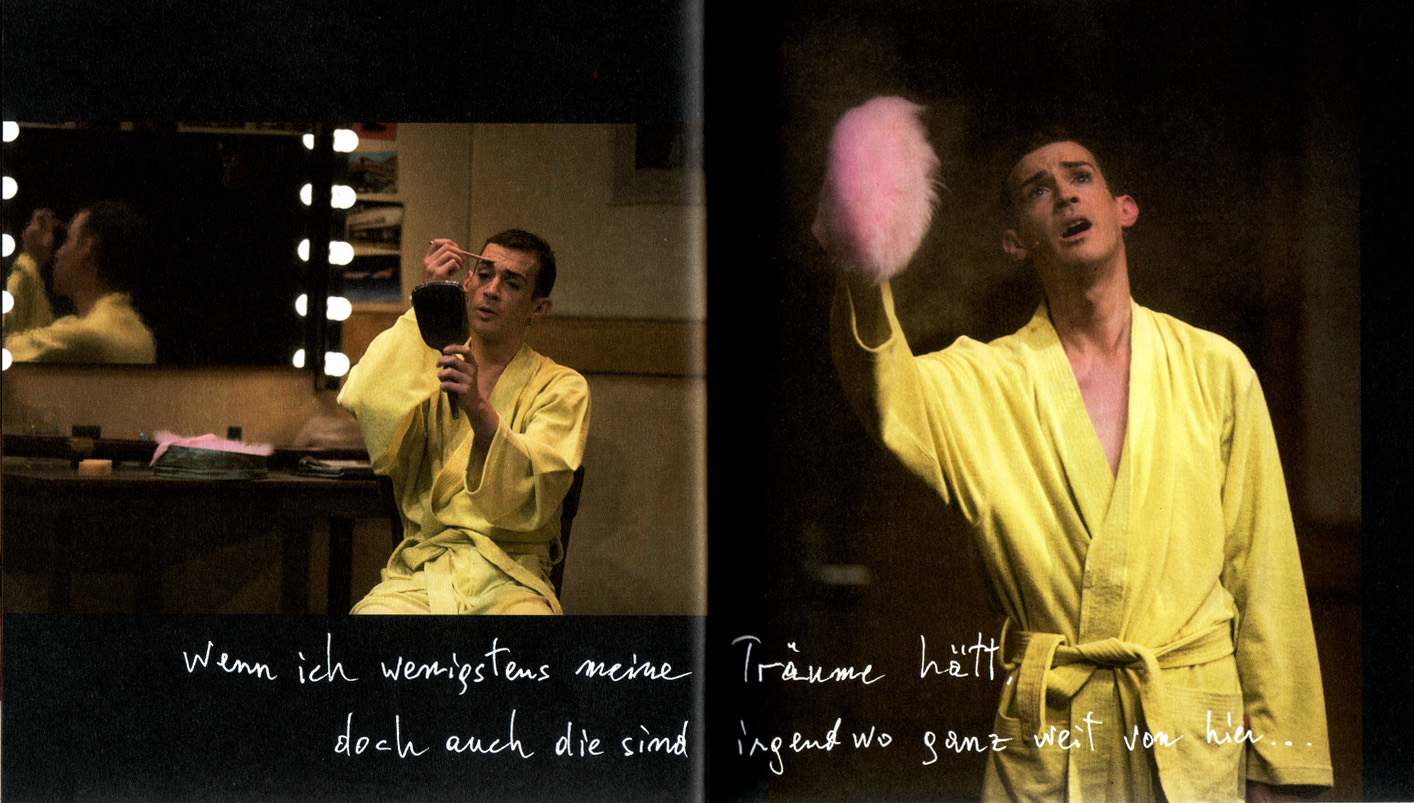 Wenn ich wenigstens meine Träume hätt,
doch auch die sind irgendwo ganz weit von hier...